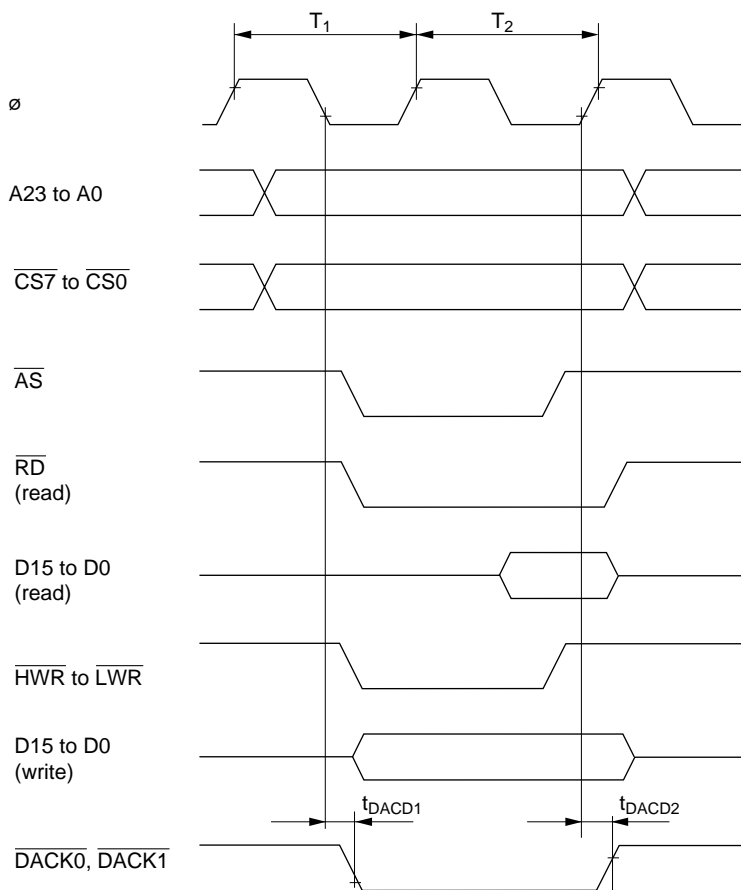 T1
T2
ø
A23 to A0
CS7 to CS0
AS
RD
(read)
D15 to D0
(read)
HWR to LWR
D15 to D0
(write)
tDACD1
tDACD2
DACK0, DACK1